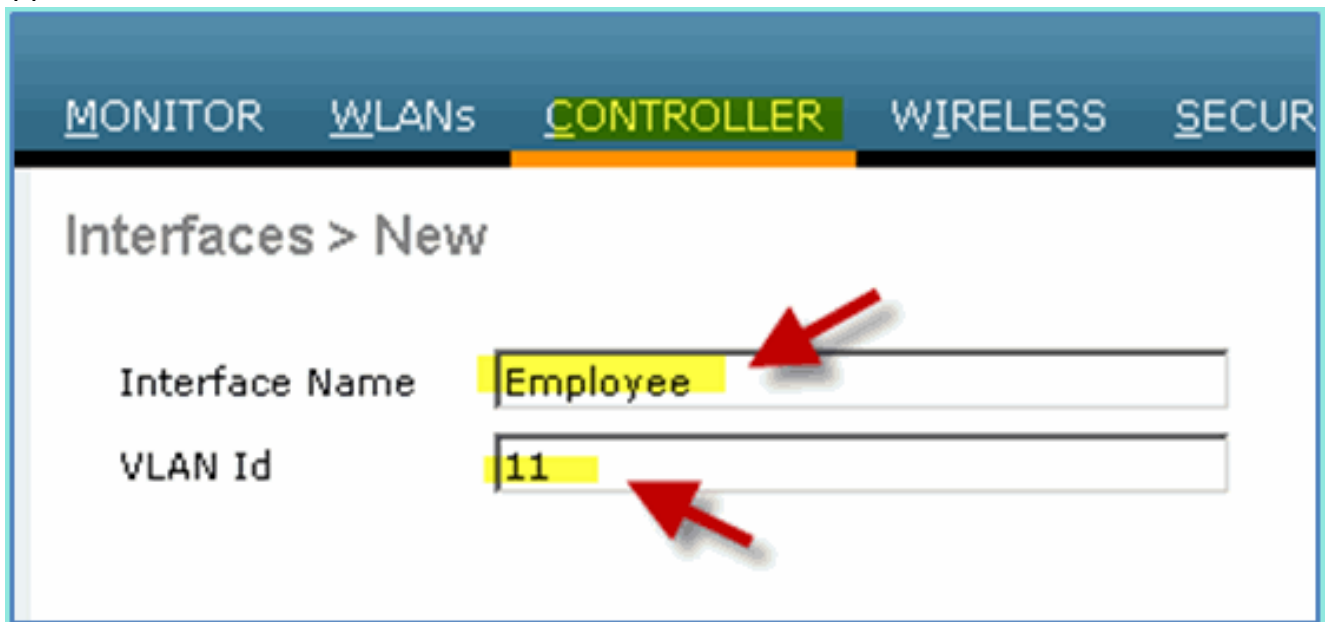 MONITOR WLANs CONTROLLER WIRELESS SECUR
Interfaces > New
Interface Name Employee
VLAN Id 11